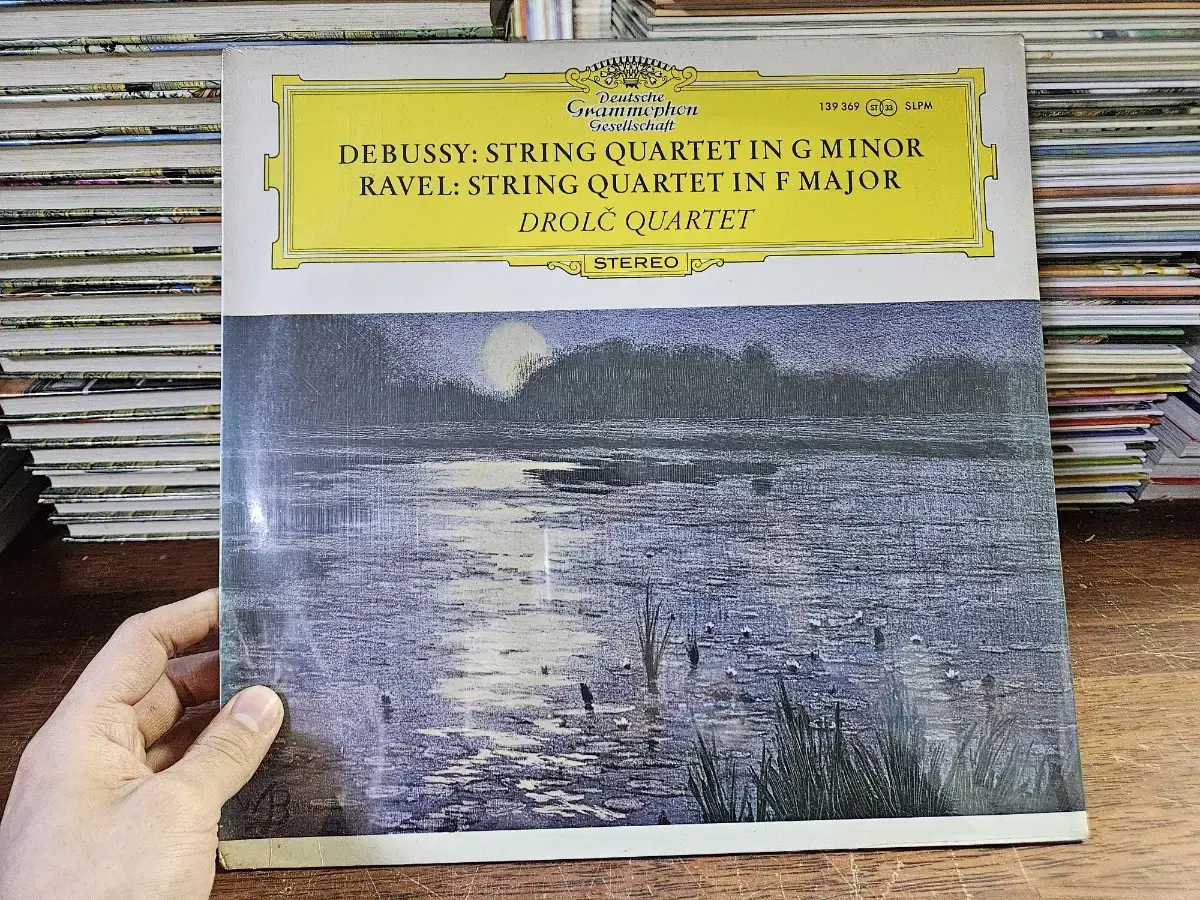 Deutsche
Grammophon
Gesellschaft
139 369 ST 33 SLPM
DEBUSSY: STRING QUARTET IN G MINOR
RAVEL: STRING QUARTET IN F MAJOR
DROLČ QUARTET
STEREO
WB